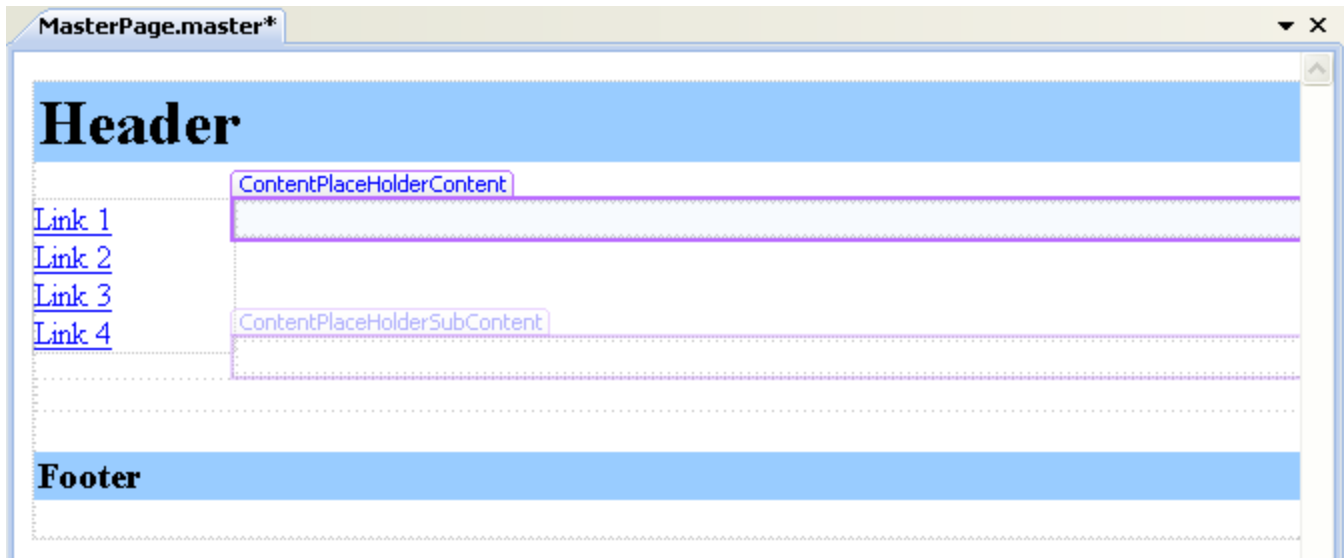 MasterPage.master*
Header
ContentPlaceHolderContent
Link 1
Link 2
Link 3
ContentPlaceHolderSubContent
Link 4
Footer